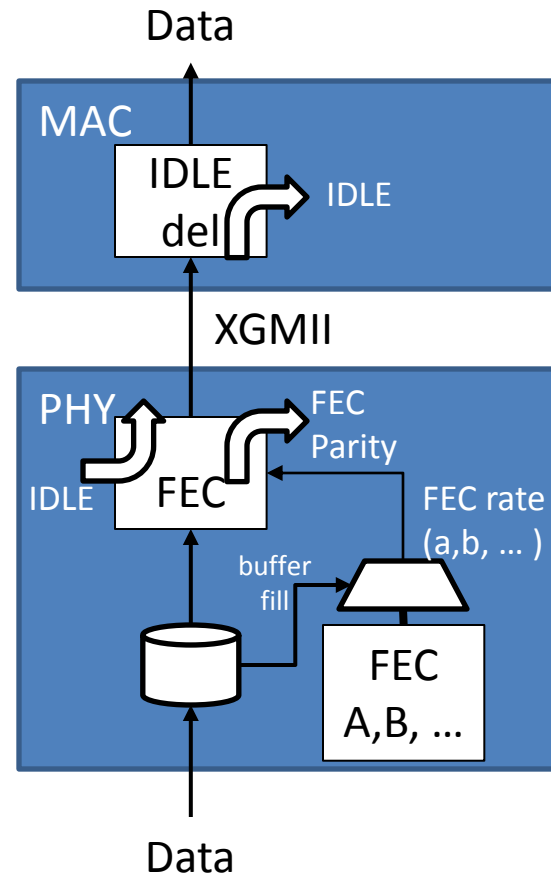 Data
MAC
IDLE
del
IDLE
XGMII
PHY
FEC
Parity
IDLE
FEC
FEC rate
(a,b, ... )
buffer
fill
FEC
A,B, ...
Data